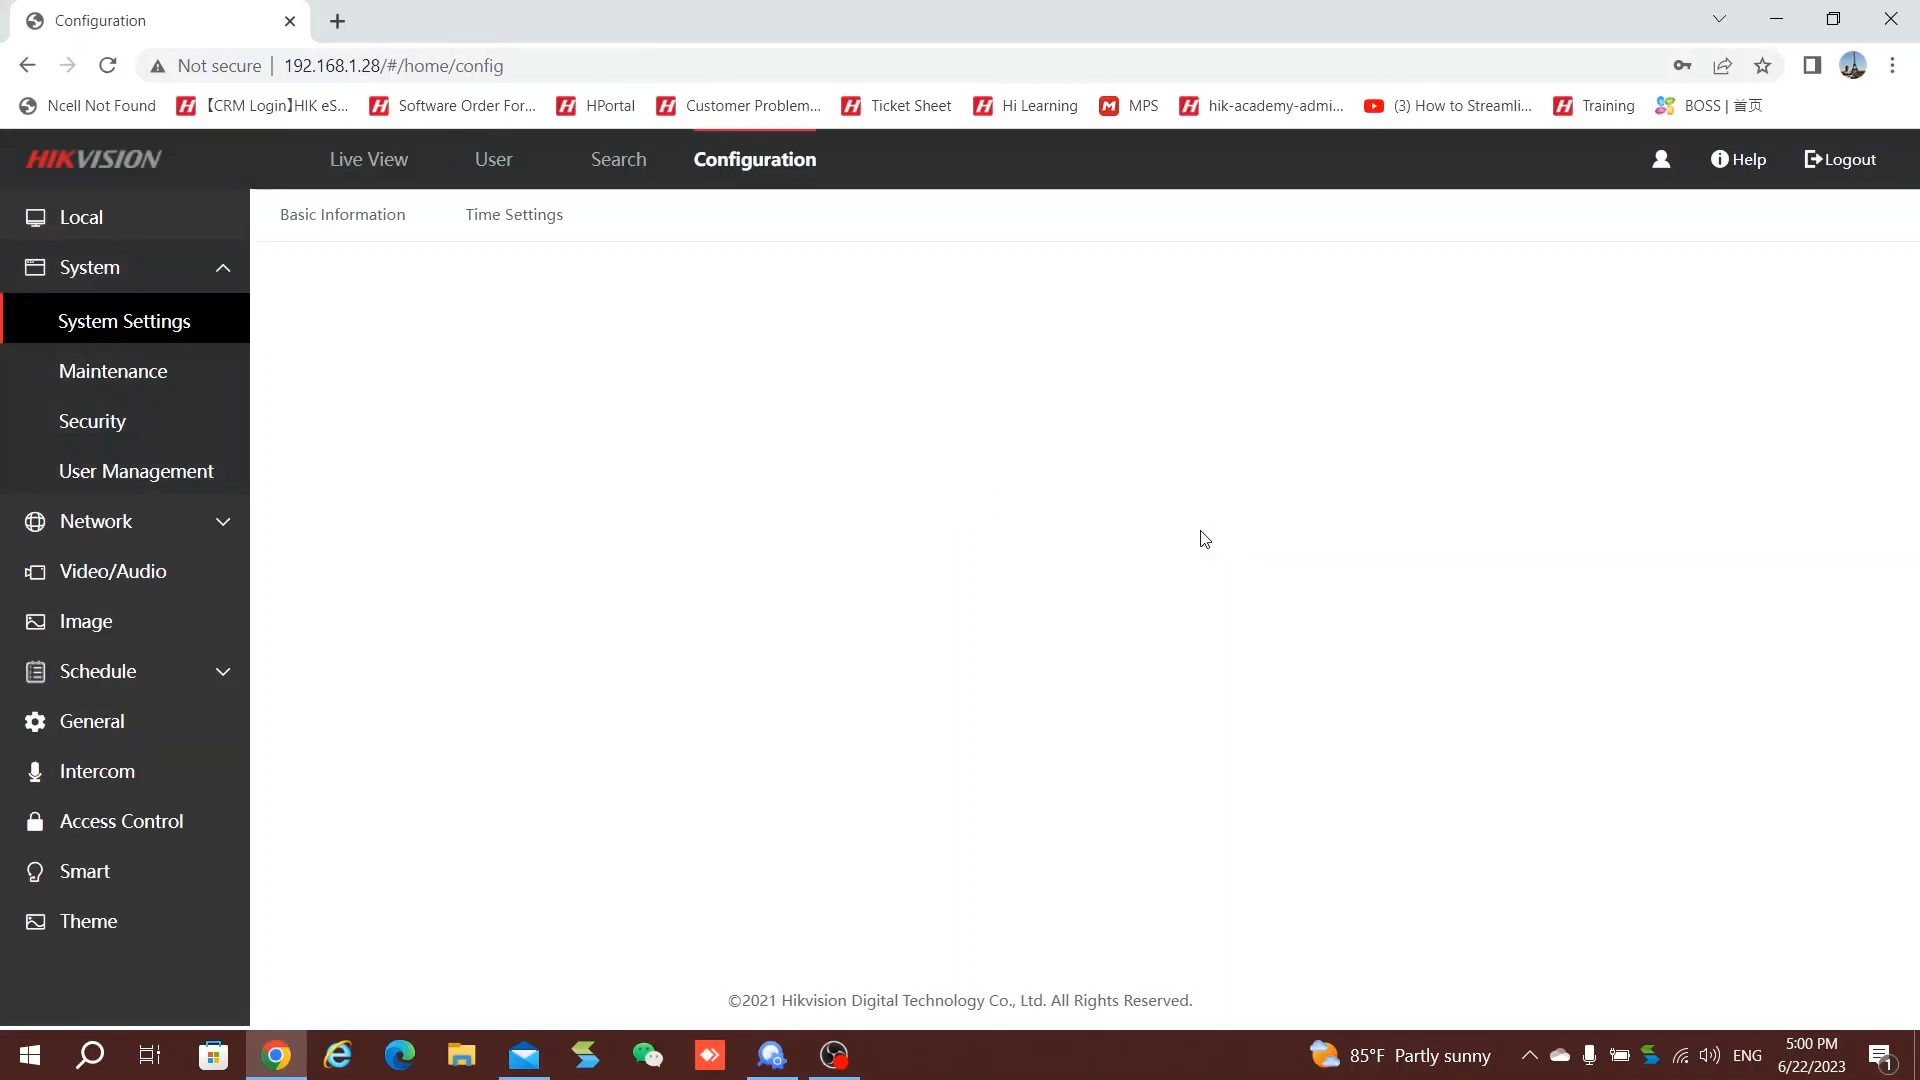 Configuration
Not secure | 192.168.1.28/#/home/config
Ncell Not Found 【CRM Login】HIK eS... Software Order For... HPortal Customer Problem... Ticket Sheet Hi Learning MPS hik-academy-admi... (3) How to Streamli... Training BOSS | 首页
HIKVISION Live View User Search Configuration Help Logout
Basic Information Time Settings
Local
System
System Settings
Maintenance
Security
User Management
Network
Video/Audio
Image
Schedule
General
Intercom
Access Control
Smart
Theme
©2021 Hikvision Digital Technology Co., Ltd. All Rights Reserved.
85°F Partly sunny ENG 5:00 PM
6/22/2023 1